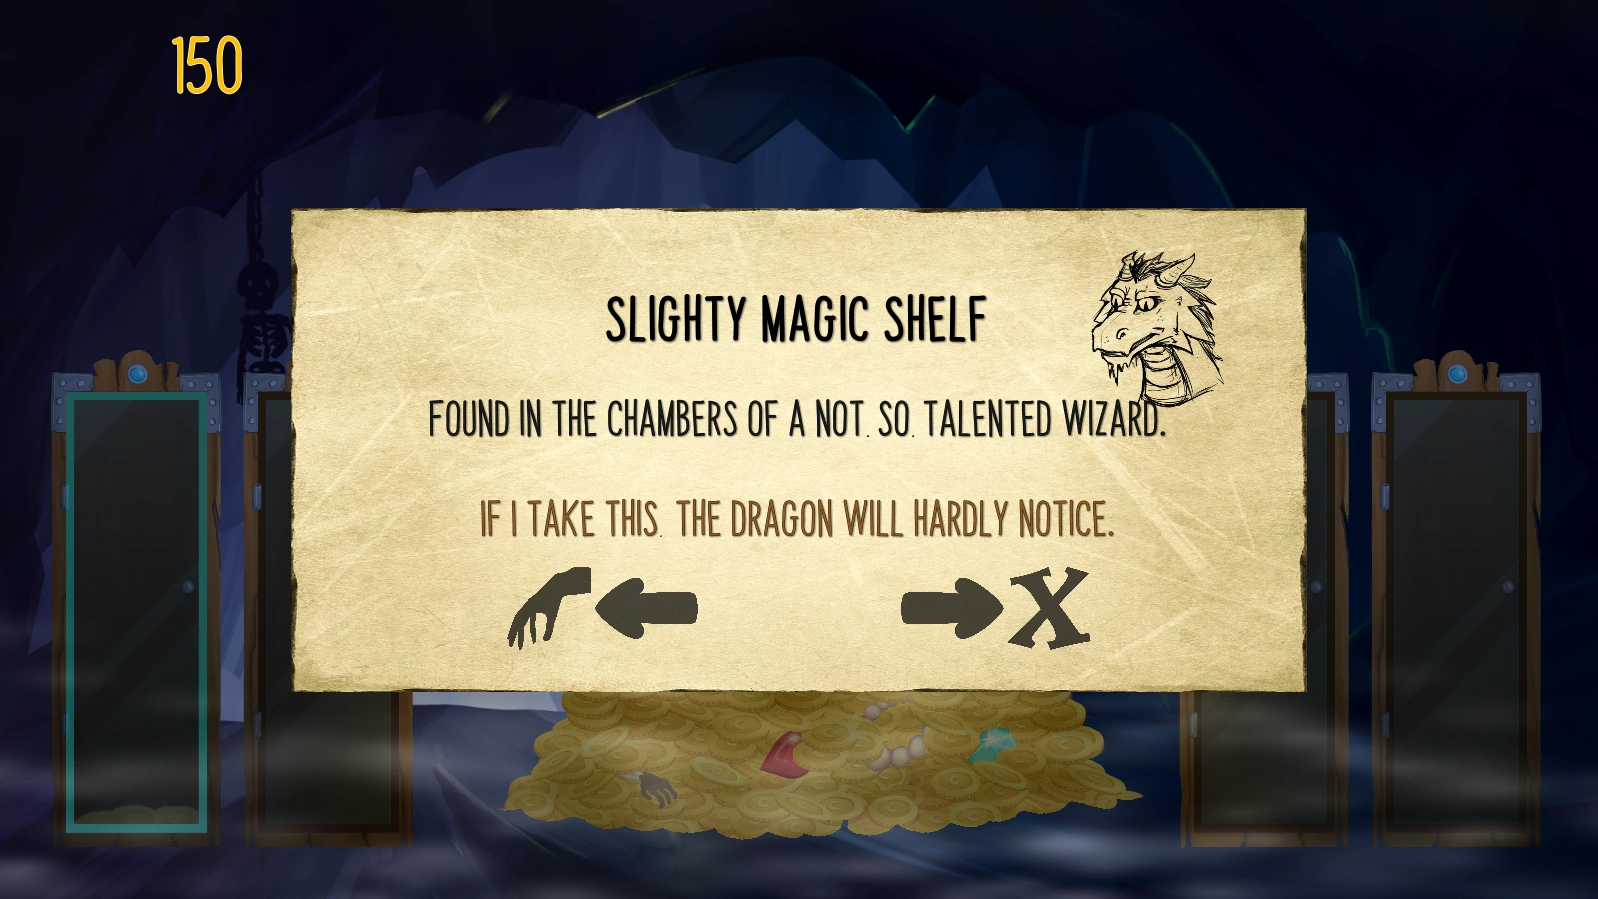 150
SLIGHTY MAGIC SHELF
FOUND IN THE CHAMBERS OF A NOT. SO. TALENTED WIZARD.
IF I TAKE THIS. THE DRAGON WILL HARDLY NOTICE.
X